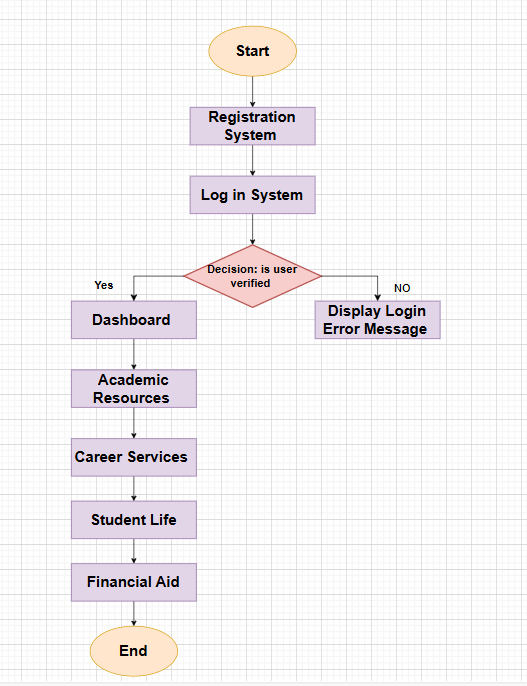 Start
Registration
System
Log in System
Decision: is user
verified
Yes
NO
Dashboard
Display Login
Error Message
Academic
Resources
Career Services
Student Life
Financial Aid
End